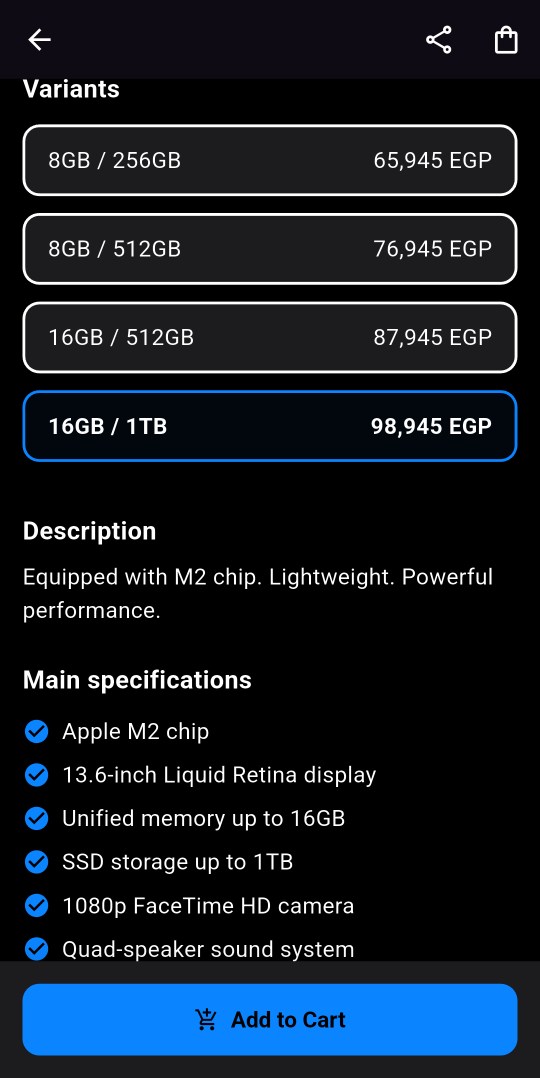 Variants
8GB / 256GB 65,945 EGP
8GB / 512GB 76,945 EGP
16GB / 512GB 87,945 EGP
16GB / 1TB 98,945 EGP
Description
Equipped with M2 chip. Lightweight. Powerful
performance.
Main specifications
Apple M2 chip
13.6-inch Liquid Retina display
Unified memory up to 16GB
SSD storage up to 1TB
1080p FaceTime HD camera
Quad-speaker sound system
Add to Cart